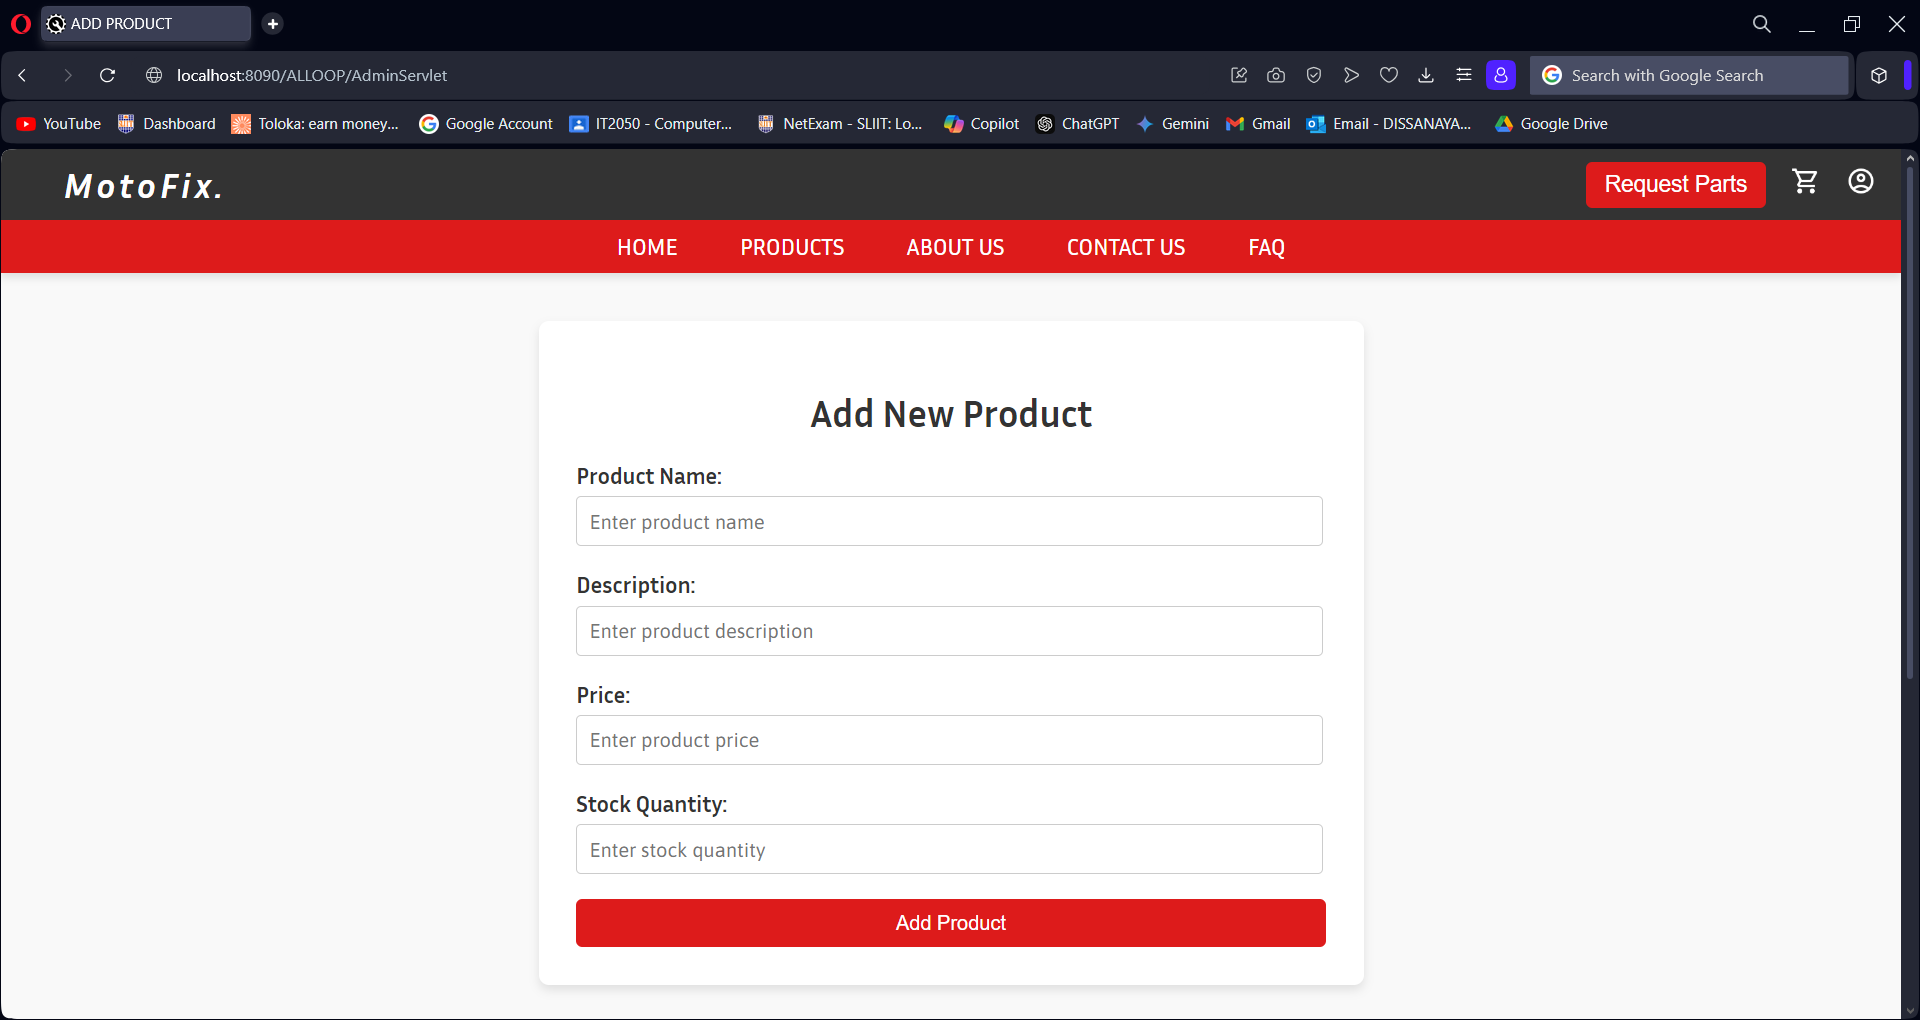 ADD PRODUCT
localhost:8090/ALLOOP/AdminServlet
Search with Google Search
YouTube
Dashboard
Toloka: earn money...
Google Account
IT2050 - Computer...
NetExam - SLIIT: Lo...
Copilot
ChatGPT
Gemini
Gmail
Email - DISSANAYA...
Google Drive
MotoFix.
Request Parts
HOME
PRODUCTS
ABOUT US
CONTACT US
FAQ
Add New Product
Product Name:
Enter product name
Description:
Enter product description
Price:
Enter product price
Stock Quantity:
Enter stock quantity
Add Product